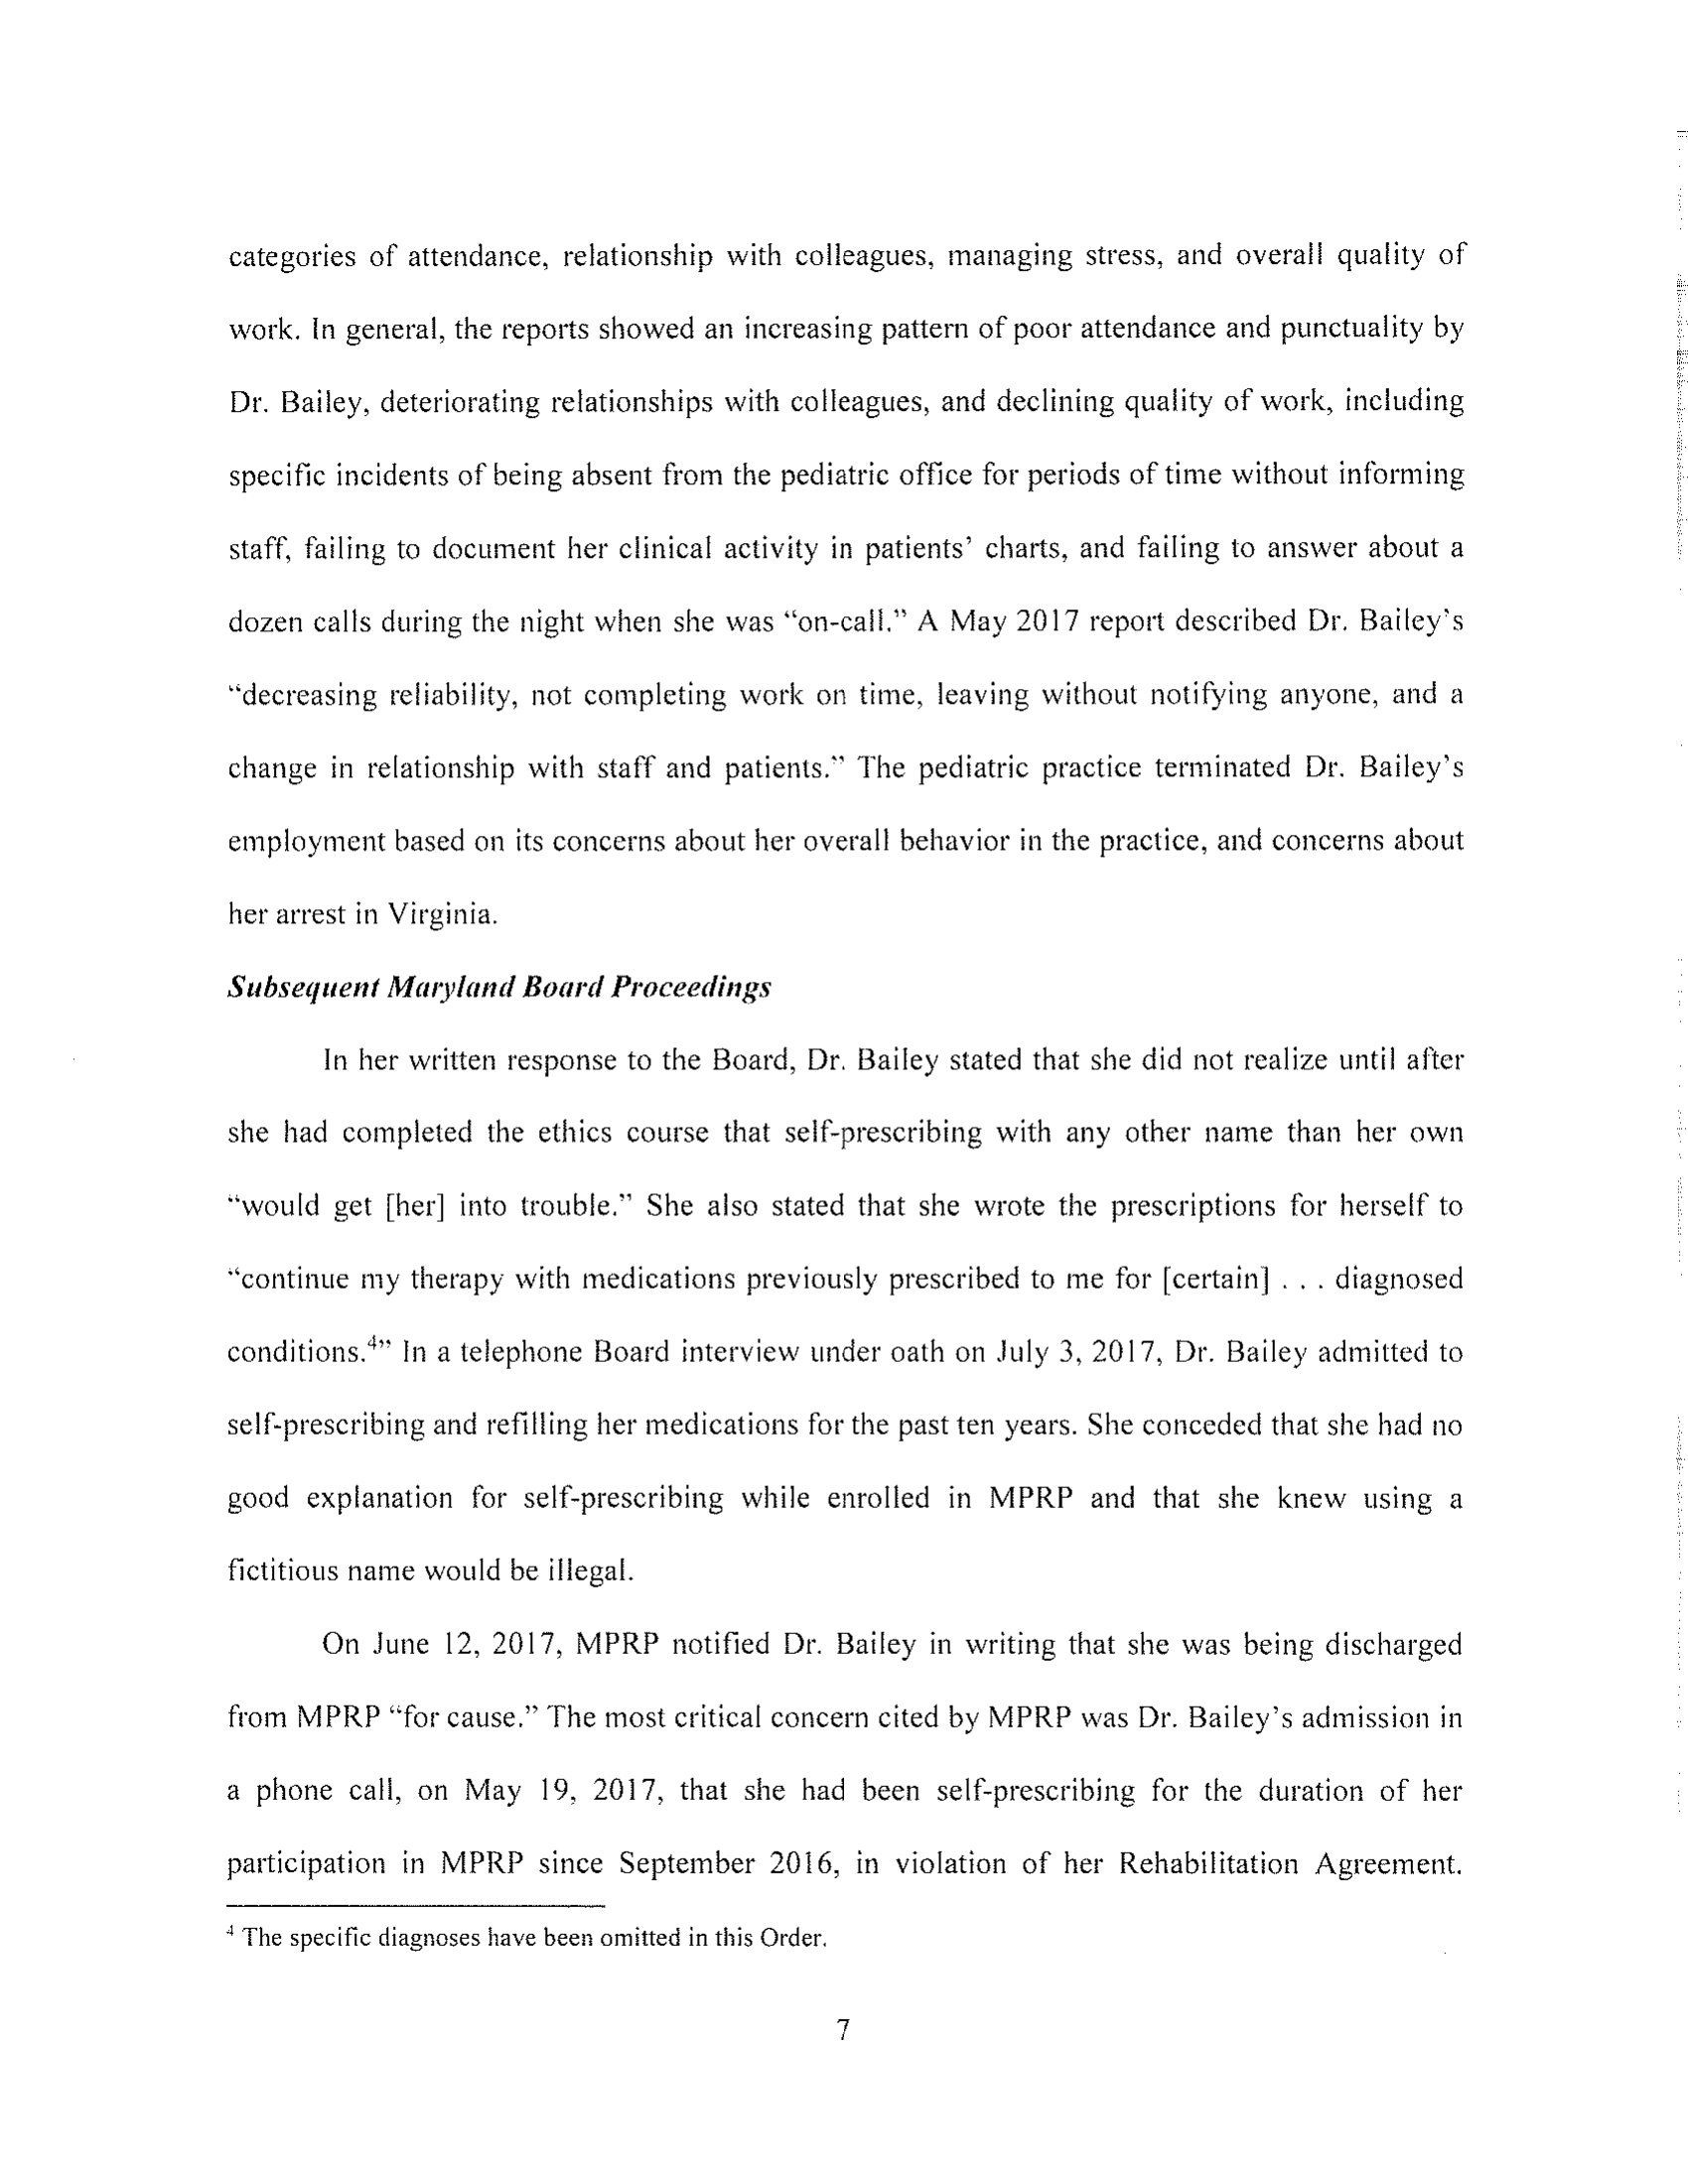 categories of attendance, relationship with colleagues, managing stress, and overall quality of
work. In general, the reports showed an increasing pattern of poor attendance and punctuality by
Dr. Bailey, deteriorating relationships with colleagues, and declining quality of work, including
specific incidents of being absent from the pediatric office for periods of time without informing
staff, failing to document her clinical activity in patients' charts, and failing to answer about a
dozen calls during the night when she was “on-call.” A May 2017 report described Dr. Bailey's
“decreasing reliability, not completing work on time, leaving without notifying anyone, and a
change in relationship with staff and patients.” The pediatric practice terminated Dr. Bailey's
employment based on its concerns about her overall behavior in the practice, and concerns about
her arrest in Virginia.
Subsequent Maryland Board Proceedings
In her written response to the Board, Dr. Bailey stated that she did not realize until after
she had completed the ethics course that self-prescribing with any other name than her own
“would get [her] into trouble.” She also stated that she wrote the prescriptions for herself to
“continue my therapy with medications previously prescribed to me for [certain] . . . diagnosed
conditions.⁴” In a telephone Board interview under oath on July 3, 2017, Dr. Bailey admitted to
self-prescribing and refilling her medications for the past ten years. She conceded that she had no
good explanation for self-prescribing while enrolled in MPRP and that she knew using a
fictitious name would be illegal.
On June 12, 2017, MPRP notified Dr. Bailey in writing that she was being discharged
from MPRP “for cause.” The most critical concern cited by MPRP was Dr. Bailey's admission in
a phone call, on May 19, 2017, that she had been self-prescribing for the duration of her
participation in MPRP since September 2016, in violation of her Rehabilitation Agreement.
⁴ The specific diagnoses have been omitted in this Order.
7